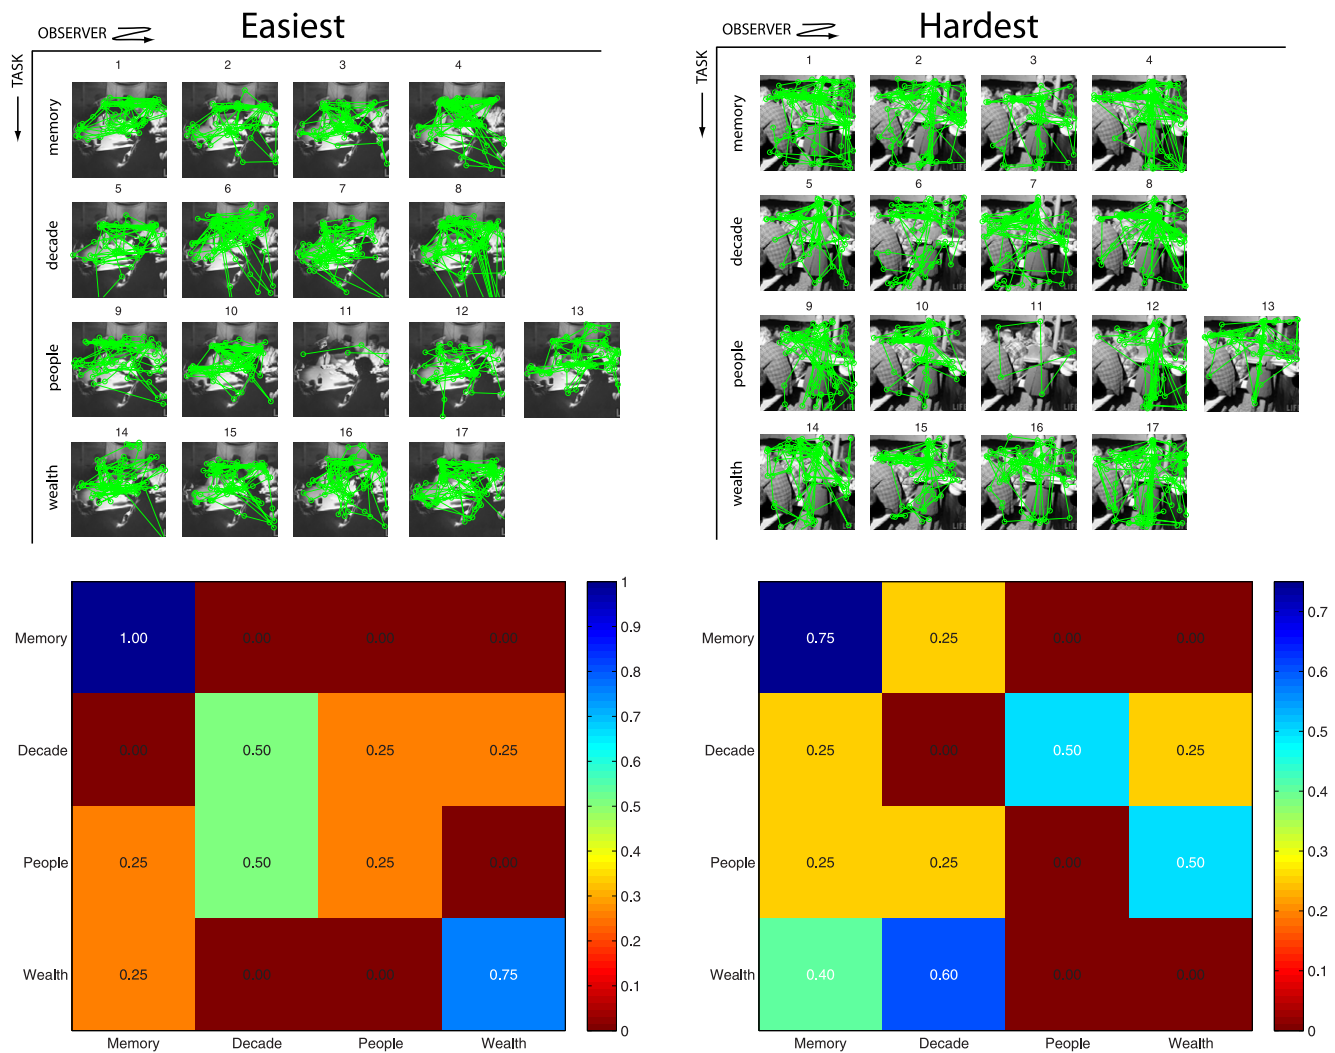 Easiest
OBSERVER
TASK
1 2 3 4
memory
5 6 7 8
decade
9 10 11 12 13
people
14 15 16 17
wealth
Hardest
OBSERVER
TASK
1 2 3 4
memory
5 6 7 8
decade
9 10 11 12 13
people
14 15 16 17
wealth
LIFE
Memory 1.00 0.00 0.00 0.00
Decade 0.00 0.50 0.25 0.25
People 0.25 0.50 0.25 0.00
Wealth 0.25 0.00 0.00 0.75
Memory Decade People Wealth
1
0.9
0.8
0.7
0.6
0.5
0.4
0.3
0.2
0.1
0
Memory 0.75 0.25 0.00 0.00
Decade 0.25 0.00 0.50 0.25
People 0.25 0.25 0.00 0.50
Wealth 0.40 0.60 0.00 0.00
Memory Decade People Wealth
0.7
0.6
0.5
0.4
0.3
0.2
0.1
0